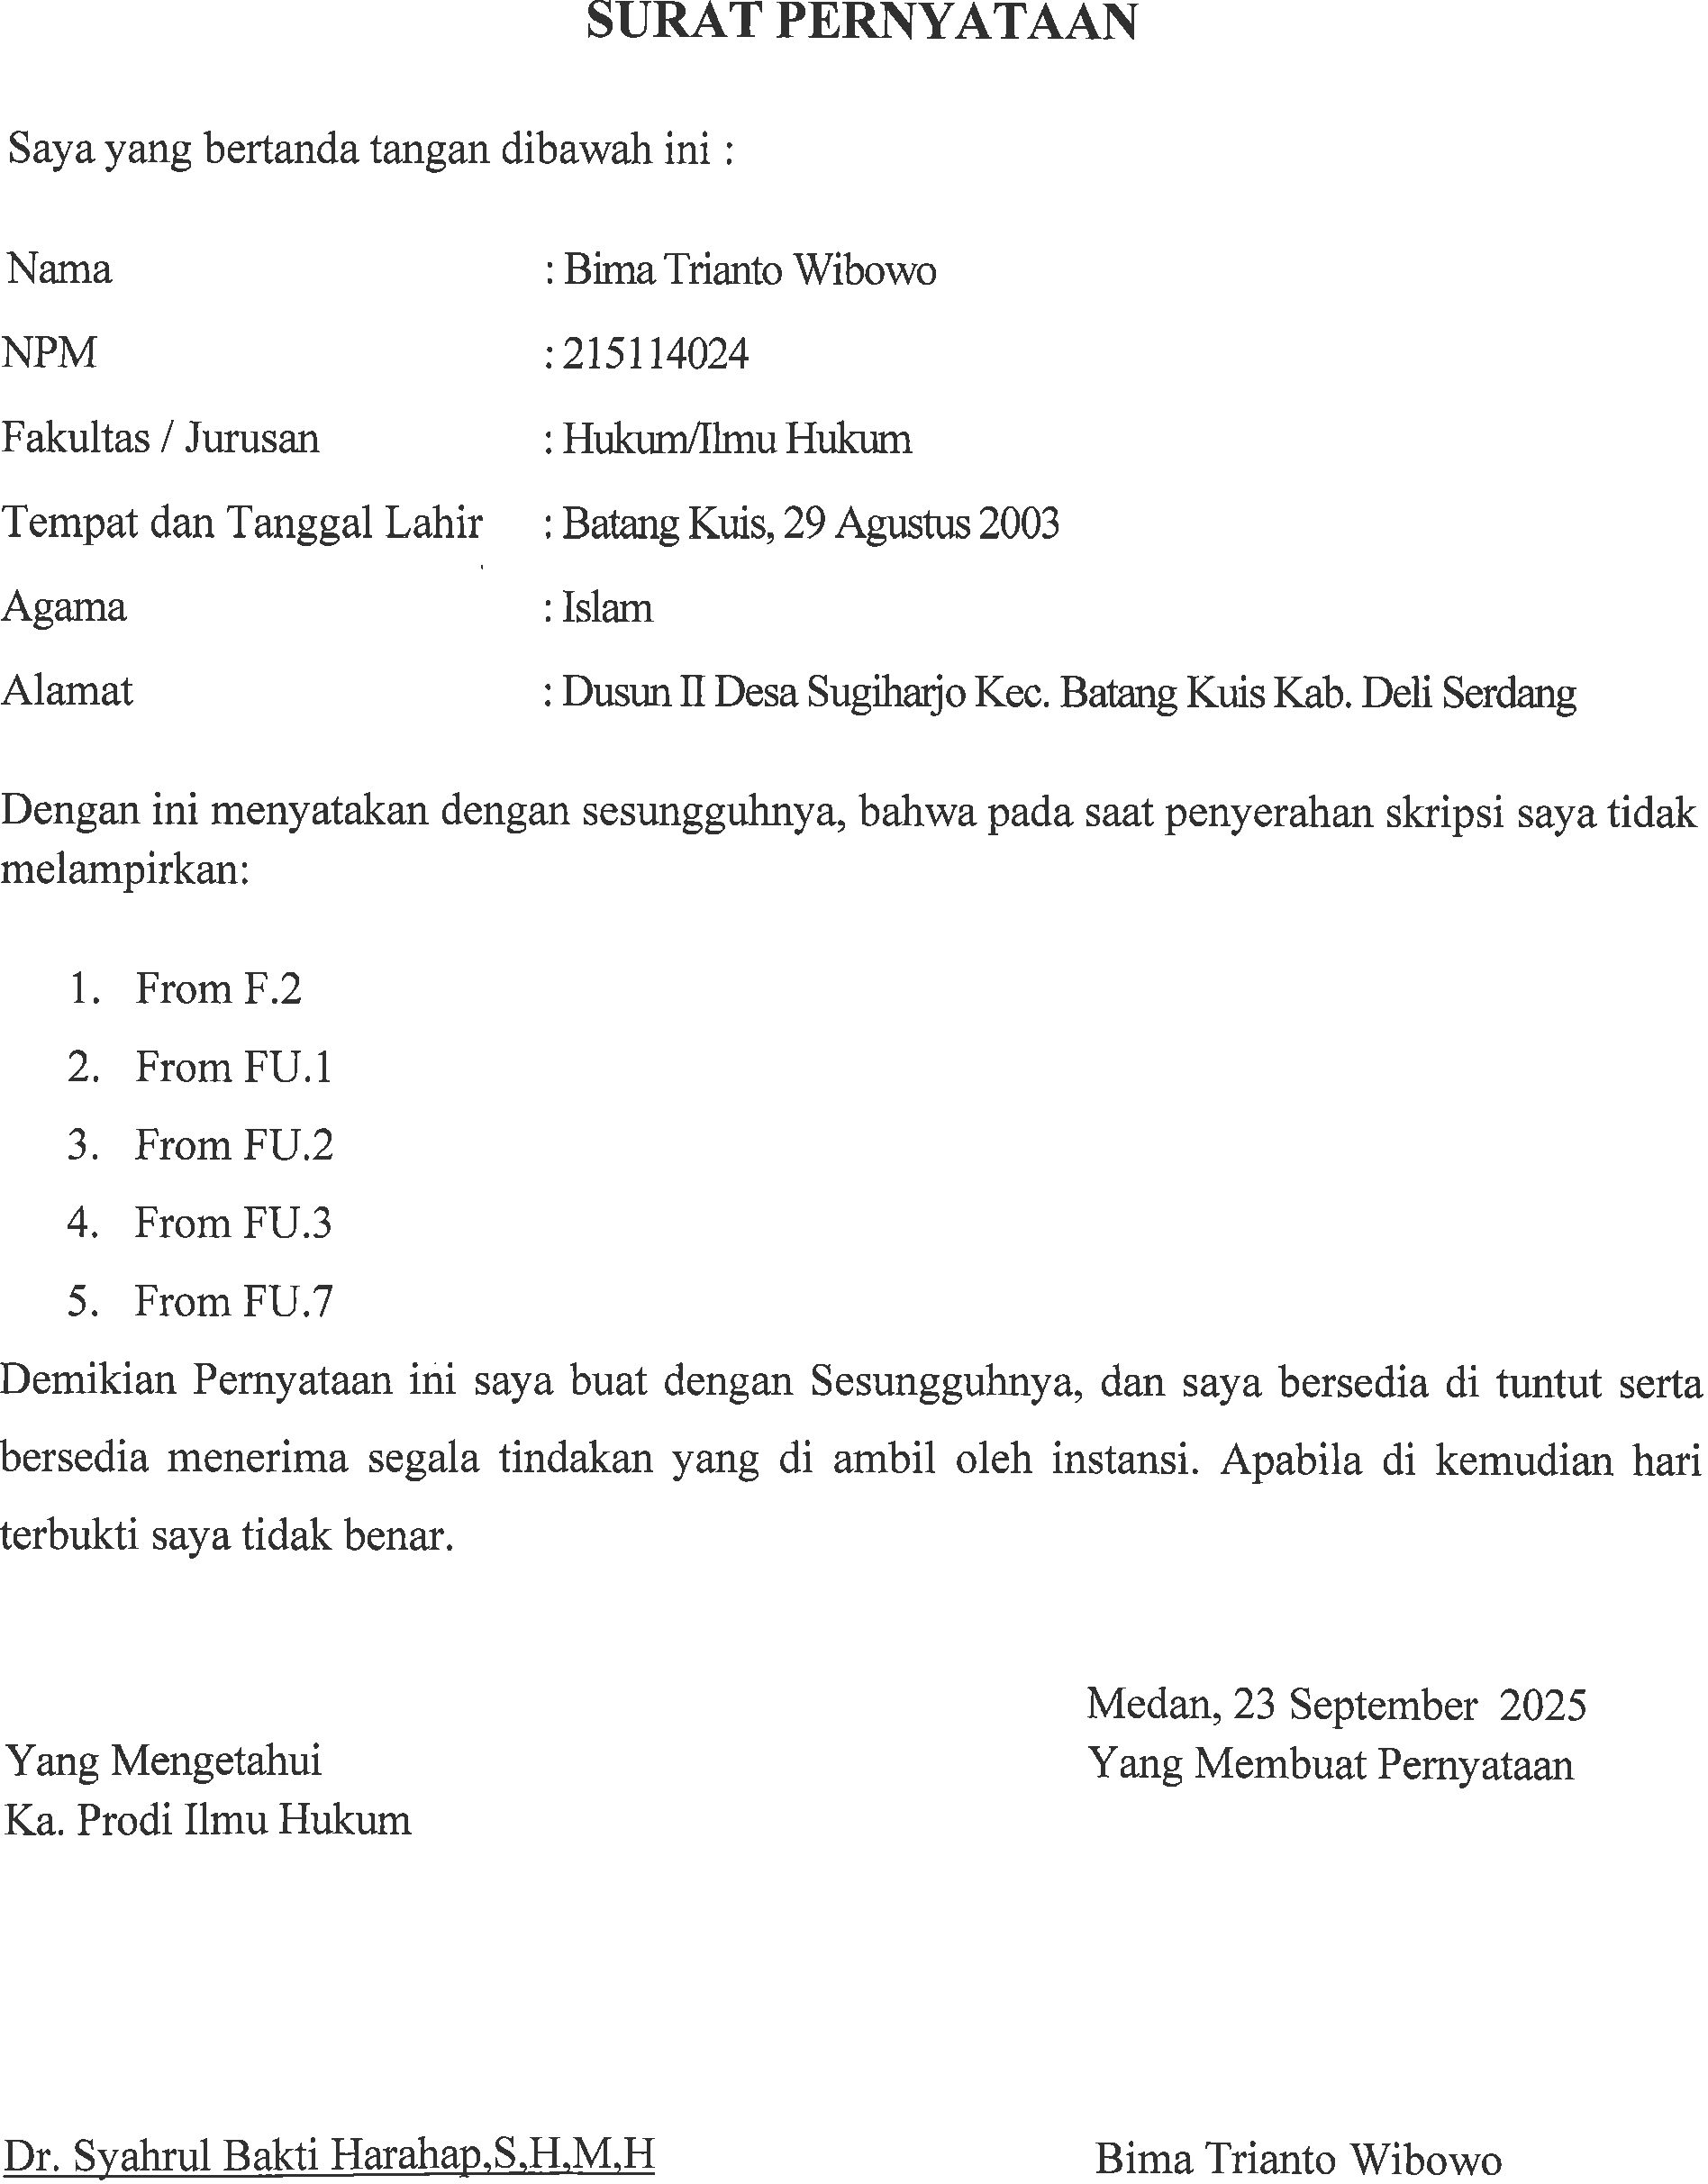 SURAT PERNYATAAN
Saya yang bertanda tangan dibawah ini :
Nama : Bima Trianto Wibowo
NPM : 215114024
Fakultas / Jurusan : Hukum/Ilmu Hukum
Tempat dan Tanggal Lahir : Batang Kuis, 29 Agustus 2003
Agama : Islam
Alamat : Dusun II Desa Sugiharjo Kec. Batang Kuis Kab. Deli Serdang
Dengan ini menyatakan dengan sesungguhnya, bahwa pada saat penyerahan skripsi saya tidak
melampirkan:
1. From F.2
2. From FU.1
3. From FU.2
4. From FU.3
5. From FU.7
Demikian Pernyataan ini saya buat dengan Sesungguhnya, dan saya bersedia di tuntut serta
bersedia menerima segala tindakan yang di ambil oleh instansi. Apabila di kemudian hari
terbukti saya tidak benar.
Medan, 23 September 2025
Yang Mengetahui Yang Membuat Pernyataan
Ka. Prodi Ilmu Hukum
Dr. Syahrul Bakti Harahap,S,H,M,H Bima Trianto Wibowo